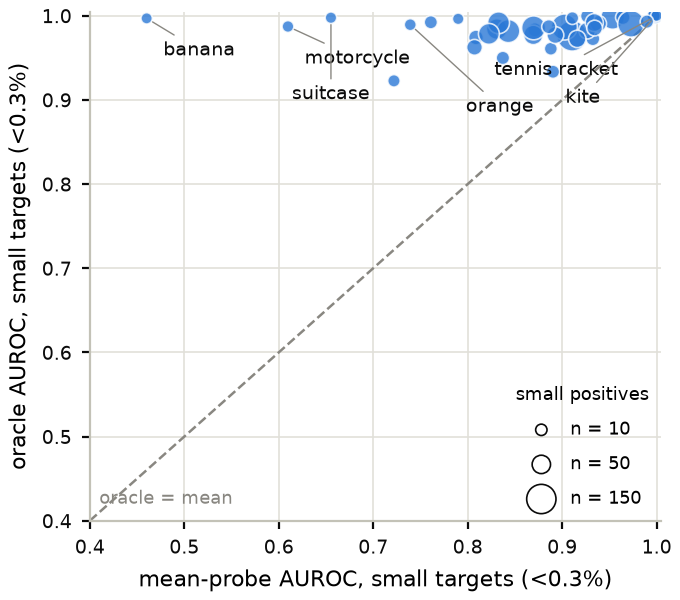 1.0
0.9
0.8
0.7
0.6
0.5
0.4
oracle AUROC, small targets (<0.3%)
banana
motorcycle
suitcase
orange
tennis racket
kite
small positives
n = 10
n = 50
n = 150
oracle = mean
0.4 0.5 0.6 0.7 0.8 0.9 1.0
mean-probe AUROC, small targets (<0.3%)